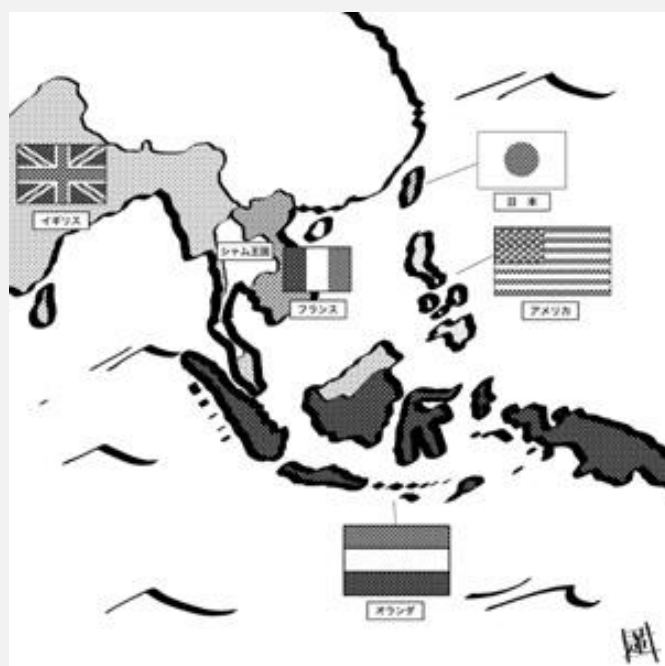 イギリス
シャム王国
フランス
日本
アメリカ
オランダ